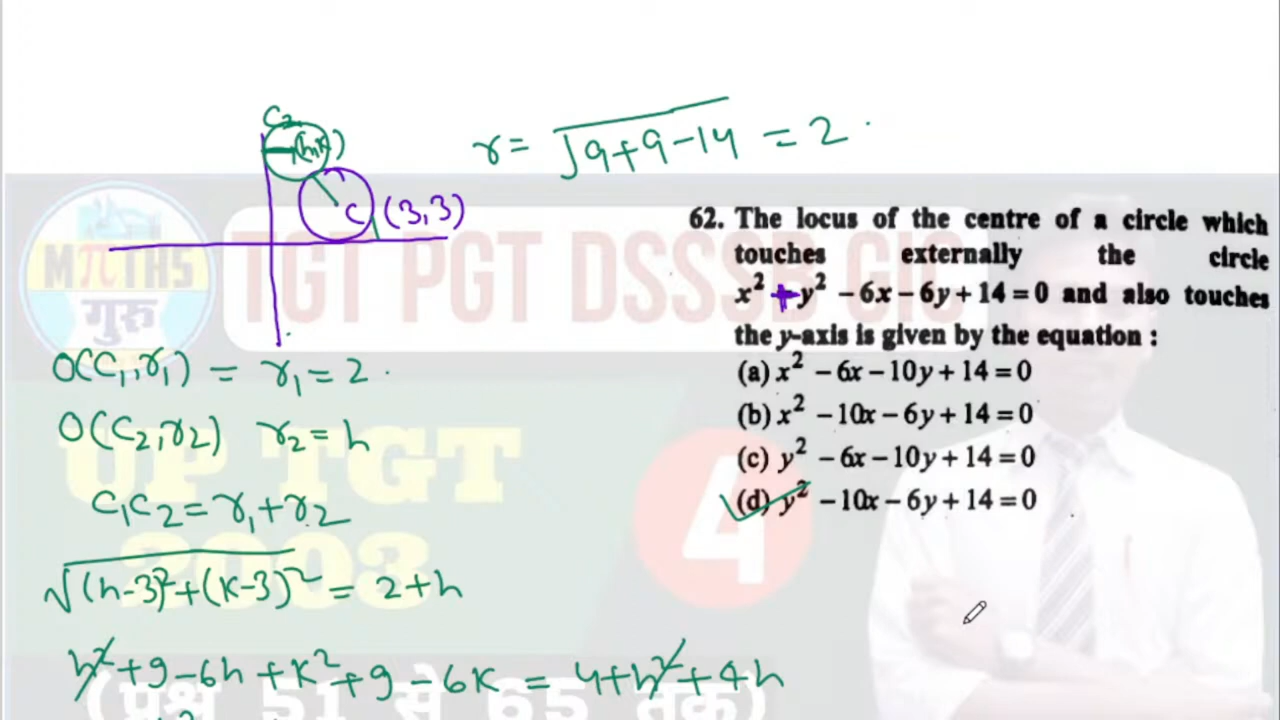 C₂
(h,k)
r = √9+9-14 = 2
C (3,3)
MπTHS
गुरु
TGT PGT DSSSB GIC
62. The locus of the centre of a circle which
touches externally the circle
x² + y² – 6x – 6y + 14 = 0 and also touches
the y-axis is given by the equation :
(a) x² – 6x – 10y + 14 = 0
(b) x² – 10x – 6y + 14 = 0
(c) y² – 6x – 10y + 14 = 0
(d) y² – 10x – 6y + 14 = 0
O(C₁,r₁) = r₁ = 2
O(C₂,r₂) r₂ = h
C₁C₂ = r₁+r₂
√(h-3)²+(k-3)² = 2+h
h²+9-6h+k²+9-6k = 4+h²+4h
UP TGT
2003
4
(प्रश्न 51 से 65 तक)